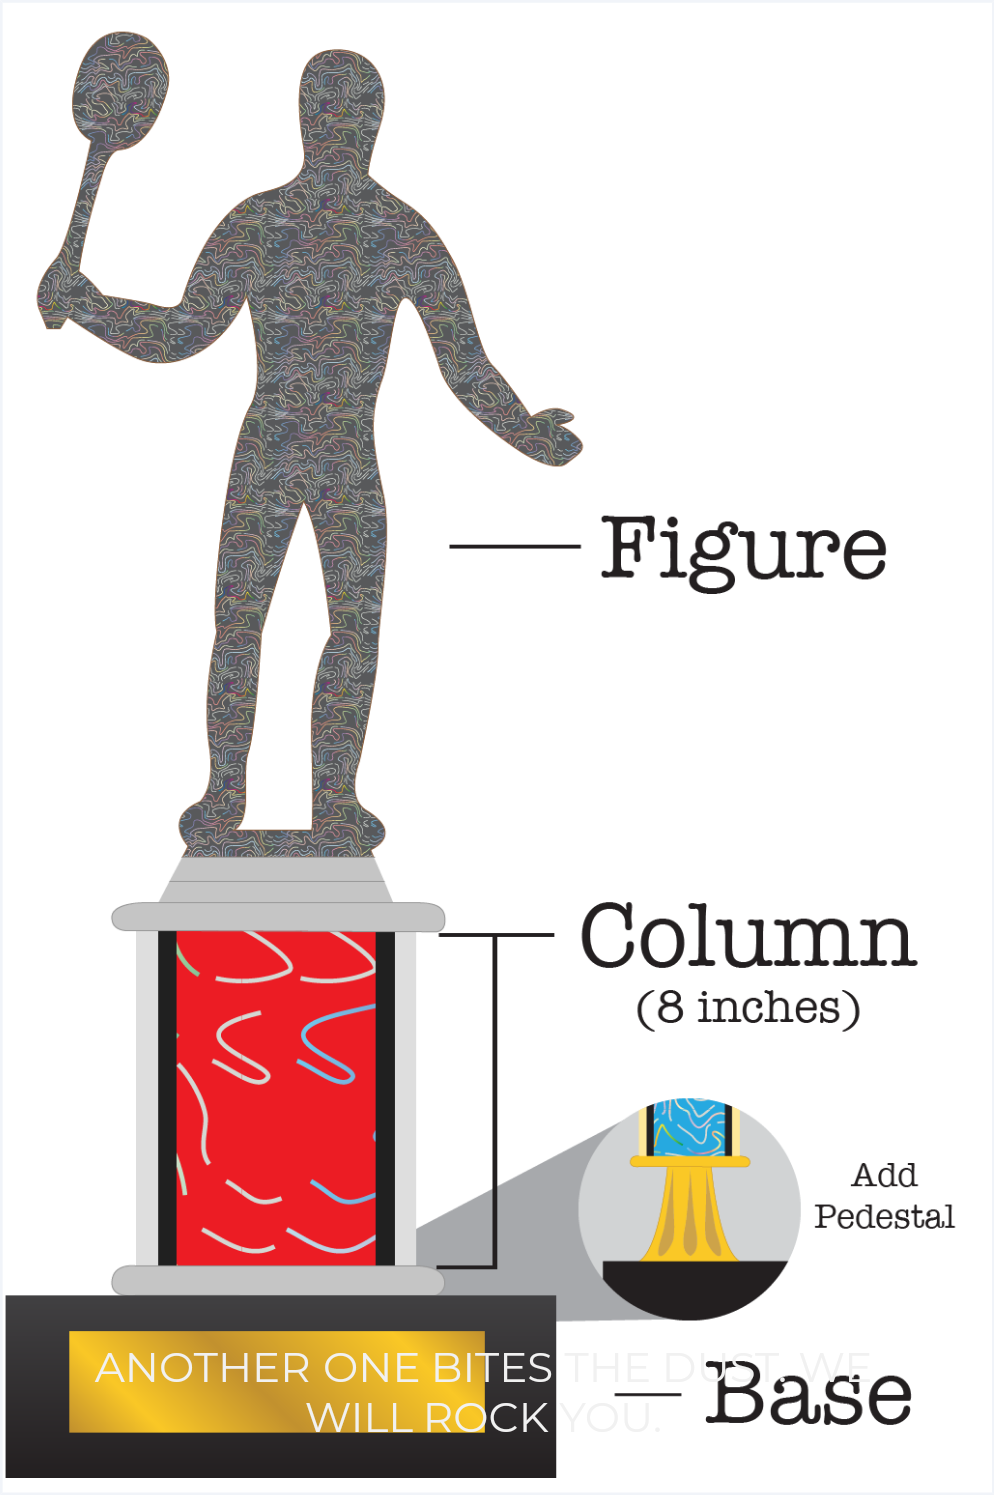 Figure
Column
(8 inches)
Add
Pedestal
ANOTHER ONE BITES THE DUST. WE
WILL ROCK YOU.
Base